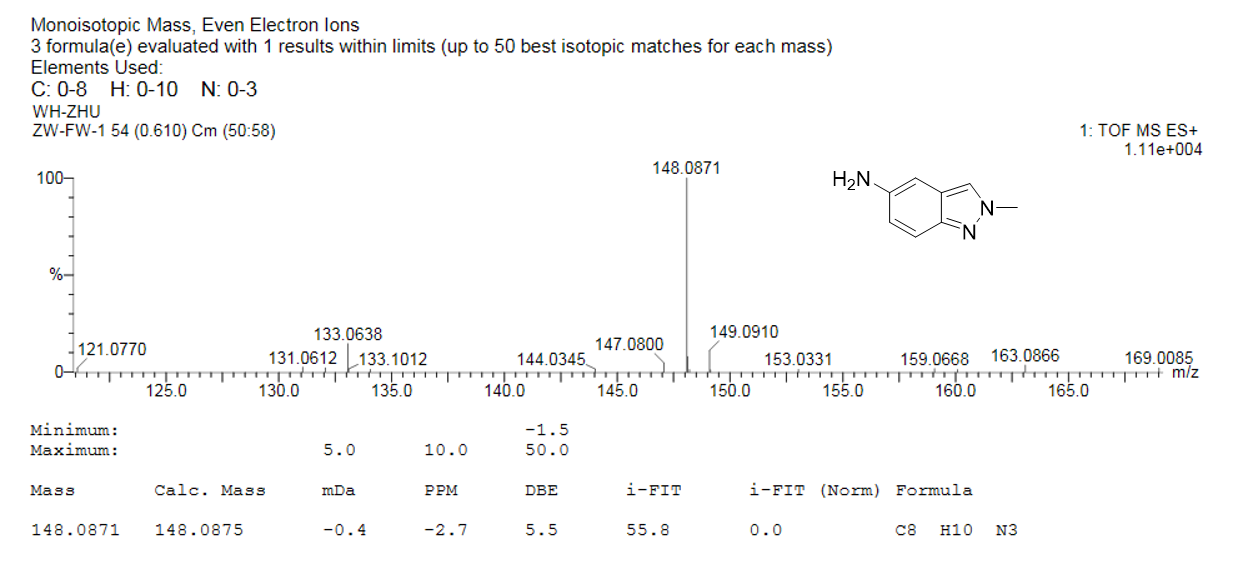 Monoisotopic Mass, Even Electron Ions
3 formula(e) evaluated with 1 results within limits (up to 50 best isotopic matches for each mass)
Elements Used:
C: 0-8 H: 0-10 N: 0-3
WH-ZHU
ZW-FW-1 54 (0.610) Cm (50:58)
1: TOF MS ES+
1.11e+004
100
148.0871
H2N
N
N
%
133.0638
149.0910
121.0770
131.0612
133.1012
144.0345
147.0800
153.0331
159.0668
163.0866
169.0085
0
m/z
125.0 130.0 135.0 140.0 145.0 150.0 155.0 160.0 165.0
Minimum: -1.5
Maximum: 5.0 10.0 50.0
Mass Calc. Mass mDa PPM DBE i-FIT i-FIT (Norm) Formula
148.0871 148.0875 -0.4 -2.7 5.5 55.8 0.0 C8 H10 N3